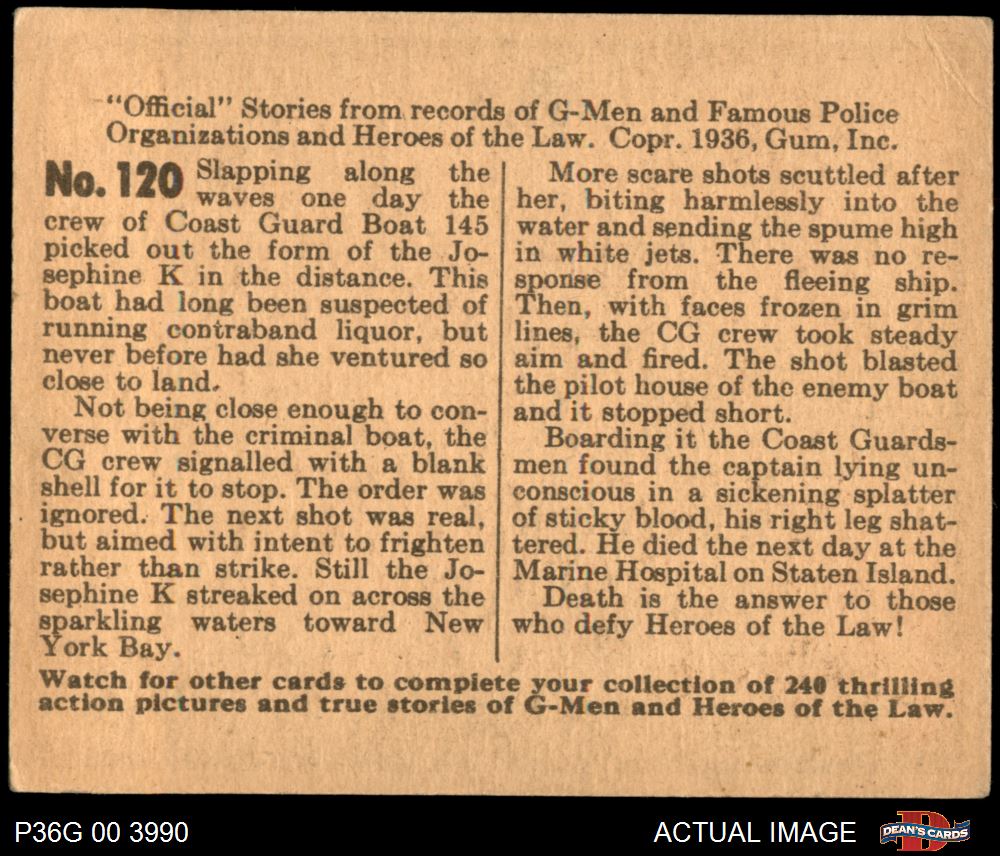 "Official" Stories from records of G-Men and Famous Police
Organizations and Heroes of the Law. Copr. 1936, Gum, Inc.
No. 120 Slapping along the
waves one day the
crew of Coast Guard Boat 145
picked out the form of the Jo-
sephine K in the distance. This
boat had long been suspected of
running contraband liquor, but
never before had she ventured so
close to land.
Not being close enough to con-
verse with the criminal boat, the
CG crew signalled with a blank
shell for it to stop. The order was
ignored. The next shot was real,
but aimed with intent to frighten
rather than strike. Still the Jo-
sephine K streaked on across the
sparkling waters toward New
York Bay.
More scare shots scuttled after
her, biting harmlessly into the
water and sending the spume high
in white jets. There was no re-
sponse from the fleeing ship.
Then, with faces frozen in grim
lines, the CG crew took steady
aim and fired. The shot blasted
the pilot house of the enemy boat
and it stopped short.
Boarding it the Coast Guards-
men found the captain lying un-
conscious in a sickening splatter
of sticky blood, his right leg shat-
tered. He died the next day at the
Marine Hospital on Staten Island.
Death is the answer to those
who defy Heroes of the Law!
Watch for other cards to complete your collection of 240 thrilling
action pictures and true stories of G-Men and Heroes of the Law.
P36G 00 3990
ACTUAL IMAGE
DEAN'S CARDS